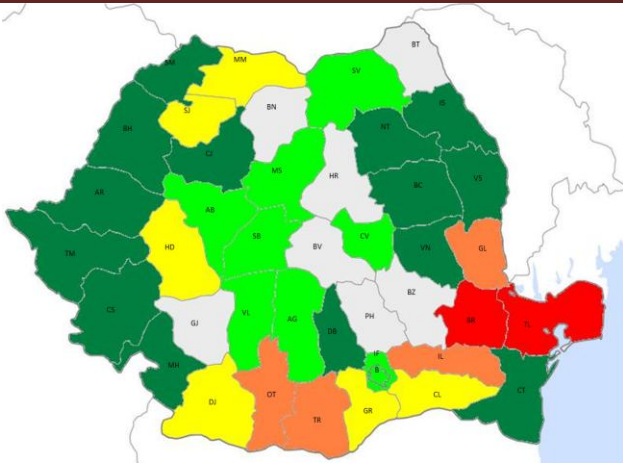 BT
SM
MM
SV
BN
SJ
IS
BH
NT
CJ
MS
HR
BC
VS
AR
AB
SB
BV
CV
HD
VN
GL
TM
BZ
CS
GJ
VL
AG
PH
BR
TL
DB
MH
IF
IL
B
CT
DJ
OT
TR
GR
CL